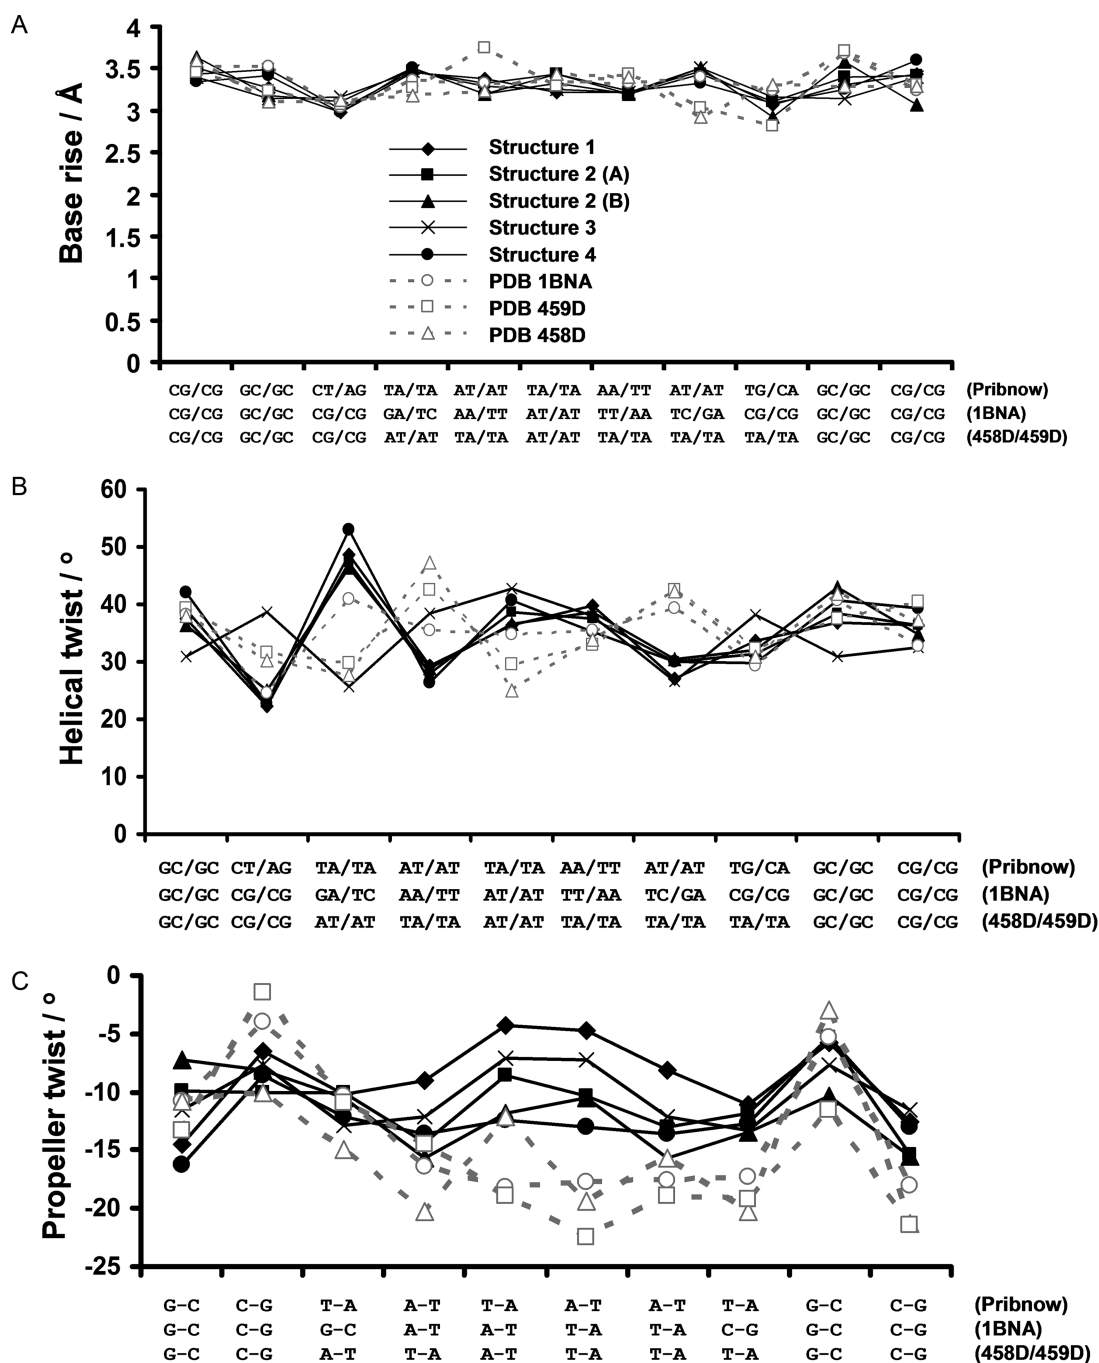 A
Base rise / Å
4
3.5
3
2.5
2
1.5
1
0.5
0
Structure 1
Structure 2 (A)
Structure 2 (B)
Structure 3
Structure 4
PDB 1BNA
PDB 459D
PDB 458D
CG/CG GC/GC CT/AG TA/TA AT/AT TA/TA AA/TT AT/AT TG/CA GC/GC CG/CG (Pribnow)
CG/CG GC/GC CG/CG GA/TC AA/TT AT/AT TT/AA TC/GA CG/CG GC/GC CG/CG (1BNA)
CG/CG GC/GC CG/CG AT/AT TA/TA AT/AT TA/TA TA/TA TA/TA GC/GC CG/CG (458D/459D)
B
Helical twist / º
60
50
40
30
20
10
0
GC/GC CT/AG TA/TA AT/AT TA/TA AA/TT AT/AT TG/CA GC/GC CG/CG (Pribnow)
GC/GC CG/CG GA/TC AA/TT AT/AT TT/AA TC/GA CG/CG GC/GC CG/CG (1BNA)
GC/GC CG/CG AT/AT TA/TA AT/AT TA/TA TA/TA TA/TA GC/GC CG/CG (458D/459D)
C
Propeller twist / º
0
-5
-10
-15
-20
-25
G-C C-G T-A A-T T-A A-T A-T T-A G-C C-G (Pribnow)
G-C C-G G-C A-T A-T T-A T-A C-G G-C C-G (1BNA)
G-C C-G A-T T-A A-T T-A T-A T-A G-C C-G (458D/459D)